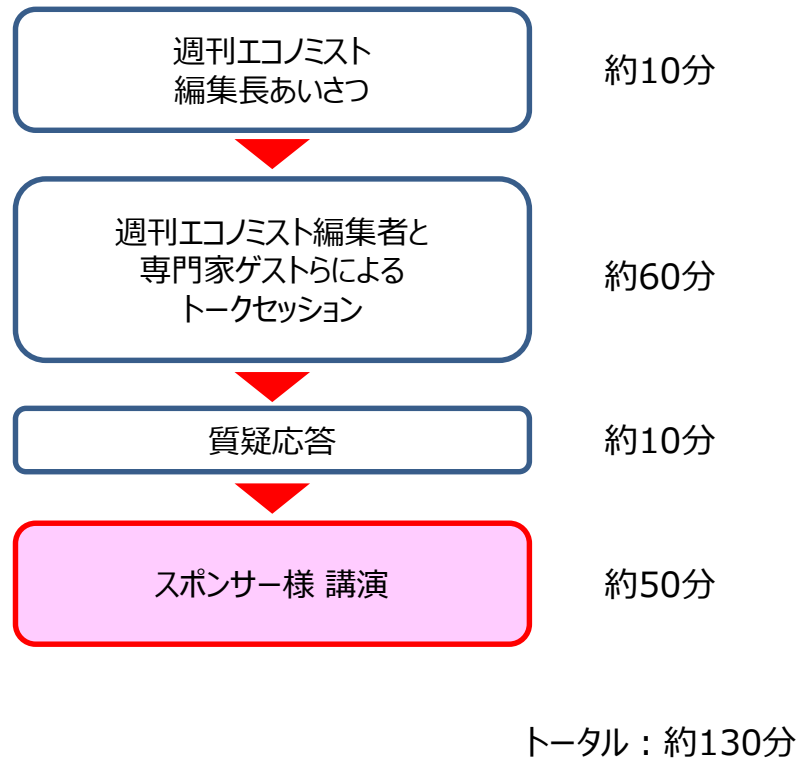 週刊エコノミスト
編集長あいさつ
約10分
週刊エコノミスト編集者と
専門家ゲストらによる
トークセッション
約60分
質疑応答
約10分
スポンサー様 講演
約50分
トータル：約130分